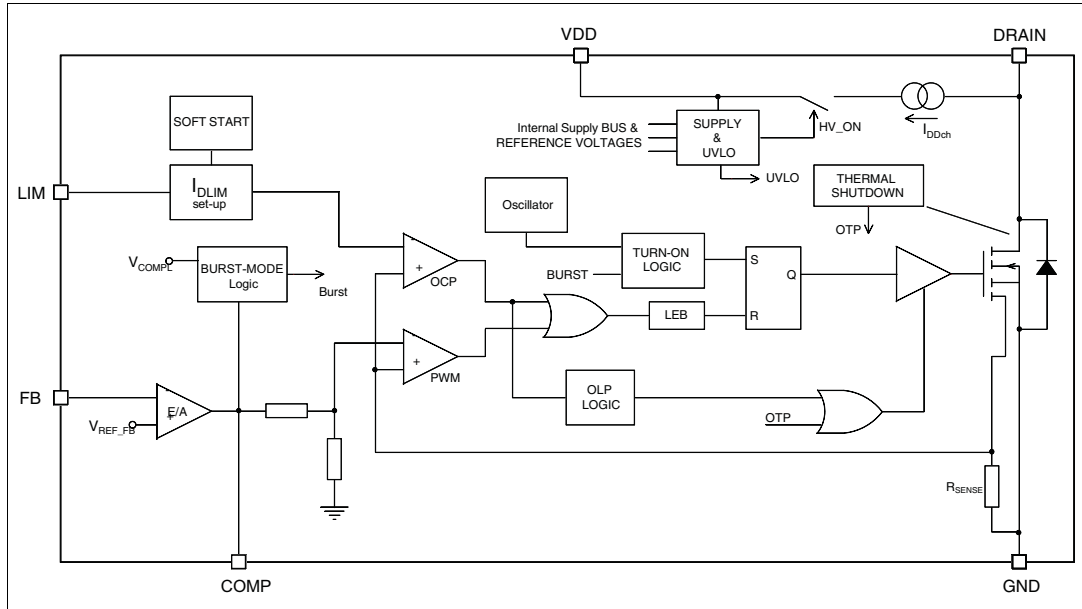 VDD
DRAIN
SOFT START
Internal Supply BUS &
REFERENCE VOLTAGES
SUPPLY
&
UVLO
HV_ON
IDDch
UVLO
LIM
IDLIM
set-up
THERMAL
SHUTDOWN
OTP
Oscillator
VCOMPL
BURST-MODE
Logic
Burst
-
+
OCP
TURN-ON
LOGIC
BURST
S
Q
R
LEB
-
+
PWM
FB
-
E/A
+
VREF_FB
OLP
LOGIC
OTP
RSENSE
COMP
GND